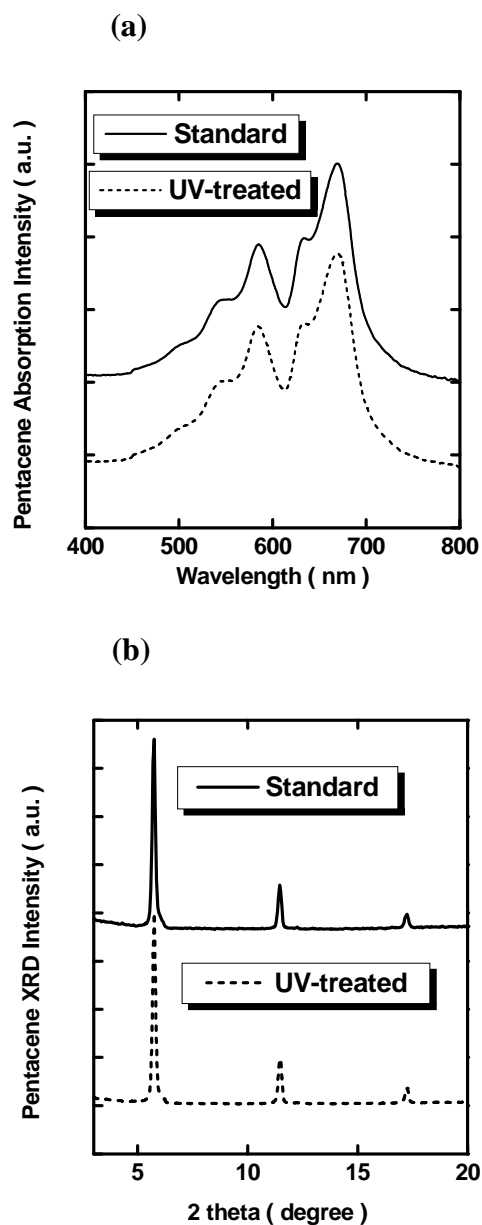 (a)
Pentacene Absorption Intensity ( a.u. )
Standard
UV-treated
400 500 600 700 800
Wavelength ( nm )
(b)
Pentacene XRD Intensity ( a.u. )
Standard
UV-treated
5 10 15 20
2 theta ( degree )